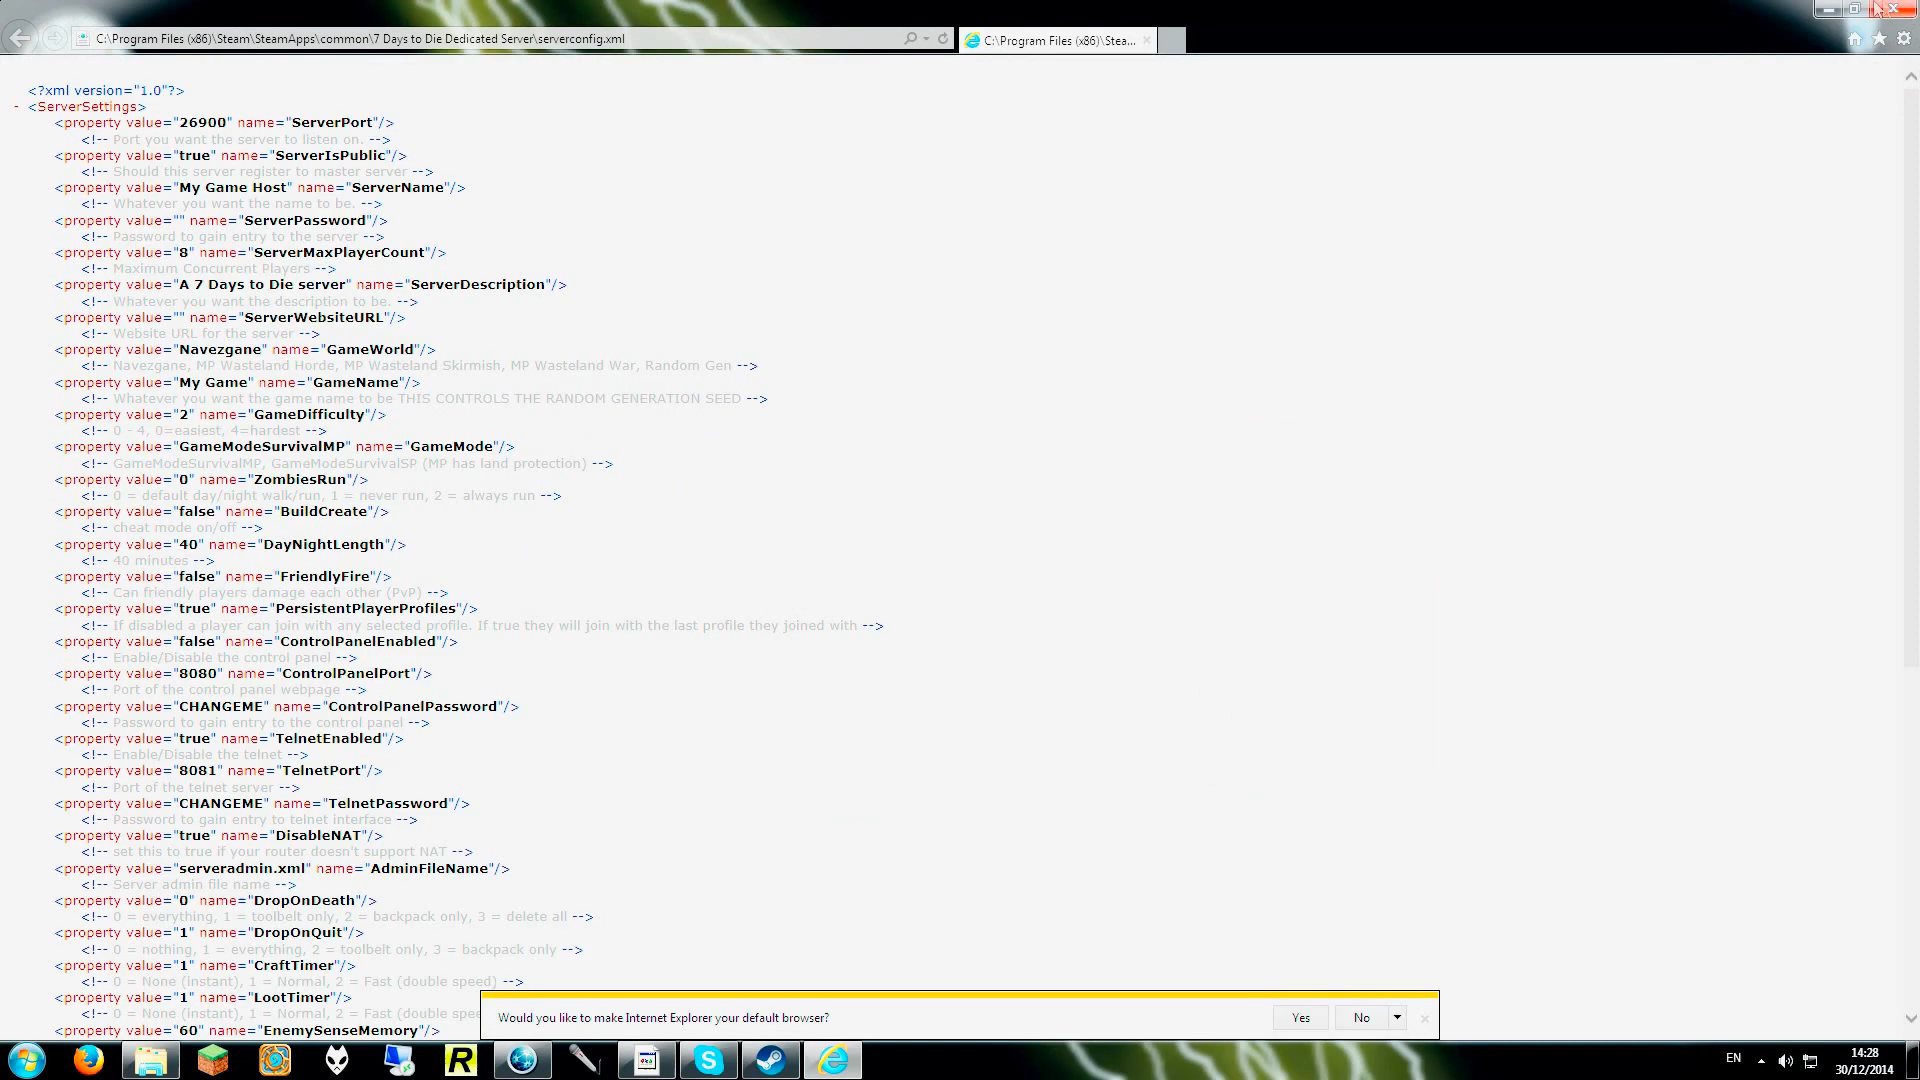 C:\Program Files (x86)\Steam\SteamApps\common\7 Days to Die Dedicated Server\serverconfig.xml
C:\Program Files (x86)\Stea...
<?xml version="1.0"?>
- <ServerSettings>
<property value="26900" name="ServerPort"/>
<!-- Port you want the server to listen on. -->
<property value="true" name="ServerIsPublic"/>
<!-- Should this server register to master server -->
<property value="My Game Host" name="ServerName"/>
<!-- Whatever you want the name to be. -->
<property value="" name="ServerPassword"/>
<!-- Password to gain entry to the server -->
<property value="8" name="ServerMaxPlayerCount"/>
<!-- Maximum Concurrent Players -->
<property value="A 7 Days to Die server" name="ServerDescription"/>
<!-- Whatever you want the description to be. -->
<property value="" name="ServerWebsiteURL"/>
<!-- Website URL for the server -->
<property value="Navezgane" name="GameWorld"/>
<!-- Navezgane, MP Wasteland Horde, MP Wasteland Skirmish, MP Wasteland War, Random Gen -->
<property value="My Game" name="GameName"/>
<!-- Whatever you want the game name to be THIS CONTROLS THE RANDOM GENERATION SEED -->
<property value="2" name="GameDifficulty"/>
<!-- 0 - 4, 0=easiest, 4=hardest -->
<property value="GameModeSurvivalMP" name="GameMode"/>
<!-- GameModeSurvivalMP, GameModeSurvivalSP (MP has land protection) -->
<property value="0" name="ZombiesRun"/>
<!-- 0 = default day/night walk/run, 1 = never run, 2 = always run -->
<property value="false" name="BuildCreate"/>
<!-- cheat mode on/off -->
<property value="40" name="DayNightLength"/>
<!-- 40 minutes -->
<property value="false" name="FriendlyFire"/>
<!-- Can friendly players damage each other (PvP) -->
<property value="true" name="PersistentPlayerProfiles"/>
<!-- If disabled a player can join with any selected profile. If true they will join with the last profile they joined with -->
<property value="false" name="ControlPanelEnabled"/>
<!-- Enable/Disable the control panel -->
<property value="8080" name="ControlPanelPort"/>
<!-- Port of the control panel webpage -->
<property value="CHANGEME" name="ControlPanelPassword"/>
<!-- Password to gain entry to the control panel -->
<property value="true" name="TelnetEnabled"/>
<!-- Enable/Disable the telnet -->
<property value="8081" name="TelnetPort"/>
<!-- Port of the telnet server -->
<property value="CHANGEME" name="TelnetPassword"/>
<!-- Password to gain entry to telnet interface -->
<property value="true" name="DisableNAT"/>
<!-- set this to true if your router doesn't support NAT -->
<property value="serveradmin.xml" name="AdminFileName"/>
<!-- Server admin file name -->
<property value="0" name="DropOnDeath"/>
<!-- 0 = everything, 1 = toolbelt only, 2 = backpack only, 3 = delete all -->
<property value="1" name="DropOnQuit"/>
<!-- 0 = nothing, 1 = everything, 2 = toolbelt only, 3 = backpack only -->
<property value="1" name="CraftTimer"/>
<!-- 0 = None (instant), 1 = Normal, 2 = Fast (double speed) -->
<property value="1" name="LootTimer"/>
<!-- 0 = None (instant), 1 = Normal, 2 = Fast (double spee
<property value="60" name="EnemySenseMemory"/>
Would you like to make Internet Explorer your default browser?
Yes
No
R
S
EN
14:28
30/12/2014